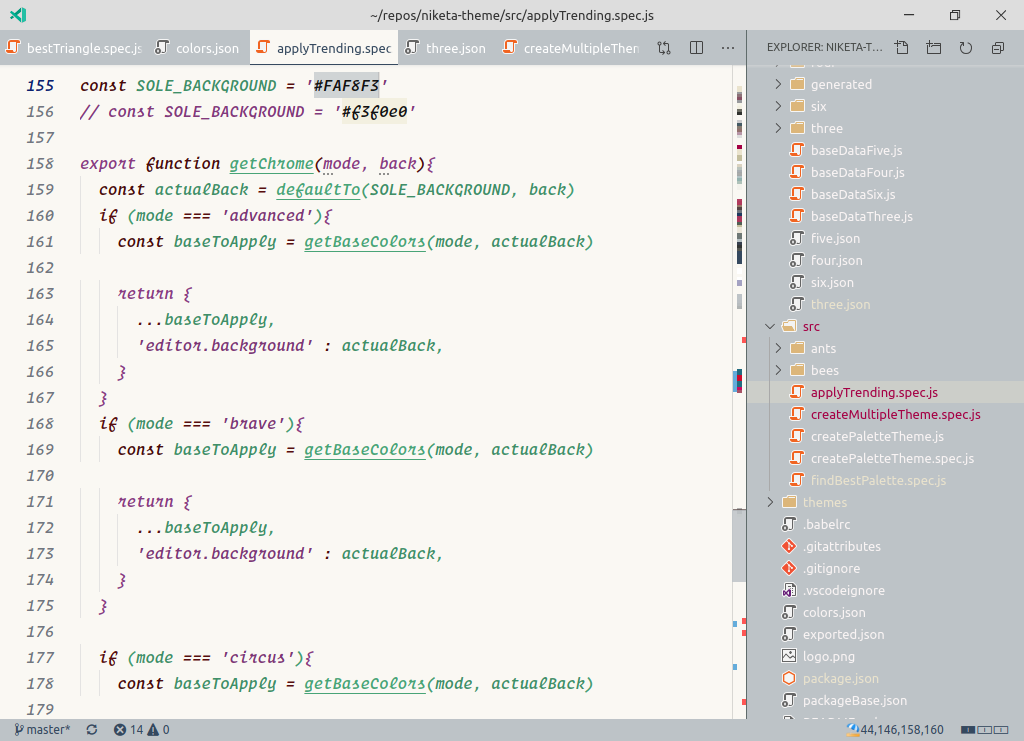 ~/repos/niketa-theme/src/applyTrending.spec.js
bestTriangle.spec.js
colors.json
applyTrending.spec
three.json
createMultipleThem
155 const SOLE_BACKGROUND = '#FAF8F3'
156 // const SOLE_BACKGROUND = '#f3f0e0'
157
158 export function getChrome(mode, back){
159 const actualBack = defaultTo(SOLE_BACKGROUND, back)
160 if (mode === 'advanced'){
161 const baseToApply = getBaseColors(mode, actualBack)
162
163 return {
164 ...baseToApply,
165 'editor.background' : actualBack,
166 }
167 }
168 if (mode === 'brave'){
169 const baseToApply = getBaseColors(mode, actualBack)
170
171 return {
172 ...baseToApply,
173 'editor.background' : actualBack,
174 }
175 }
176
177 if (mode === 'circus'){
178 const baseToApply = getBaseColors(mode, actualBack)
179
EXPLORER: NIKETA-T...
generated
six
three
baseDataFive.js
baseDataFour.js
baseDataSix.js
baseDataThree.js
five.json
four.json
six.json
three.json
src
ants
bees
applyTrending.spec.js
createMultipleTheme.spec.js
createPaletteTheme.js
createPaletteTheme.spec.js
findBestPalette.spec.js
themes
.babelrc
.gitattributes
.gitignore
.vscodeignore
colors.json
exported.json
logo.png
package.json
packageBase.json
master*
14
0
44,146,158,160